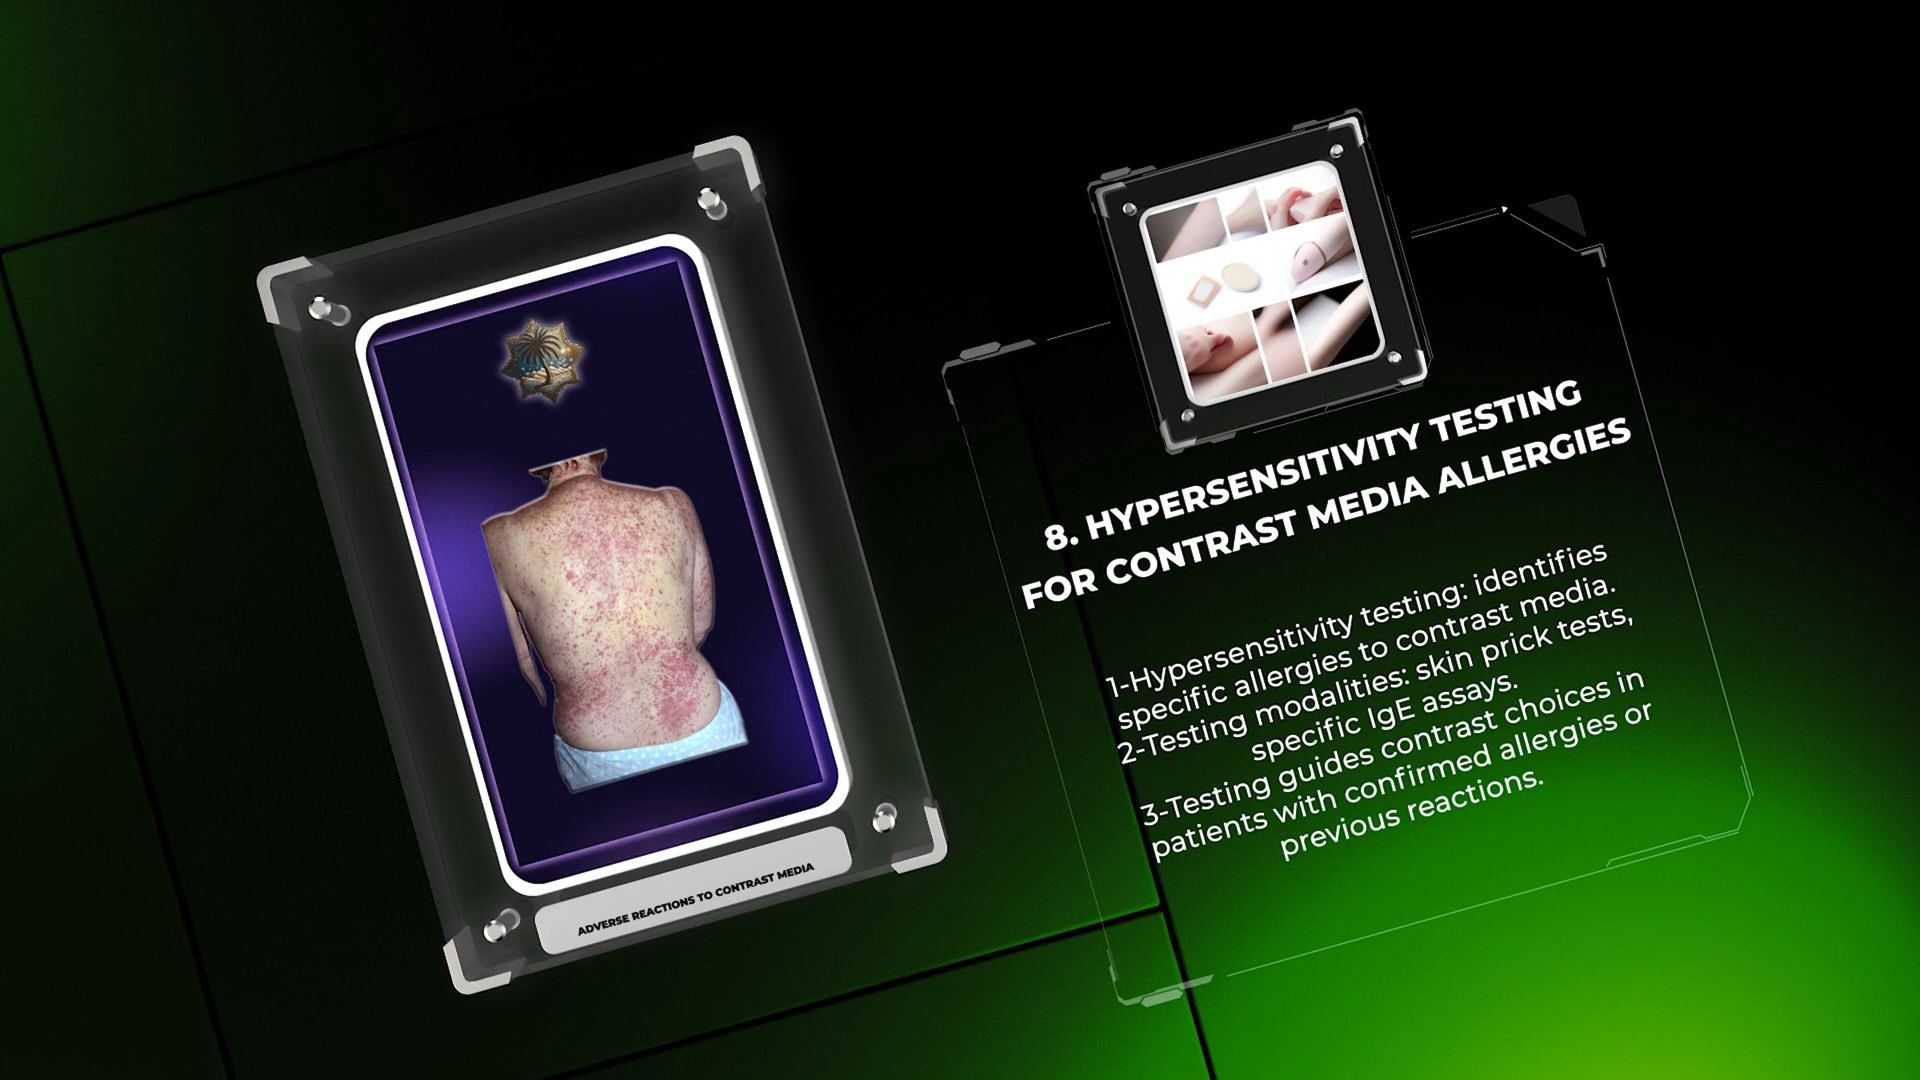 ADVERSE REACTIONS TO CONTRAST MEDIA
8. HYPERSENSITIVITY TESTING
FOR CONTRAST MEDIA ALLERGIES
1-Hypersensitivity testing: identifies
specific allergies to contrast media.
2-Testing modalities: skin prick tests,
specific IgE assays.
3-Testing guides contrast choices in
patients with confirmed allergies or
previous reactions.